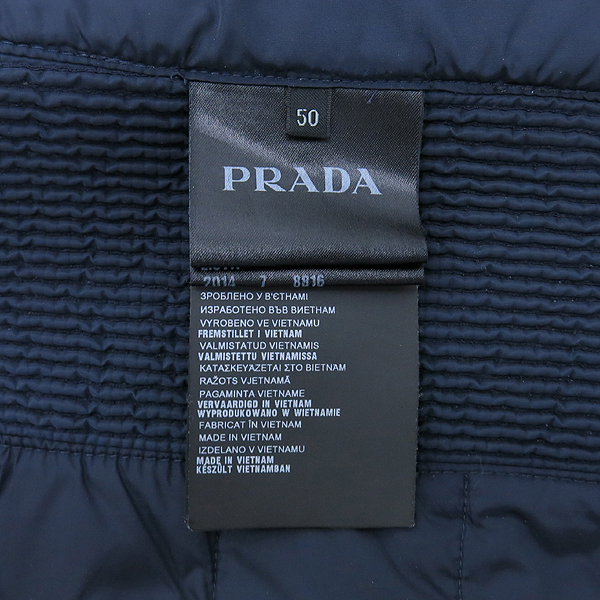 50
PRADA
2014 7 8916
ЗРОБЛЕНО У В'ЄТНАМІ
ИЗРАБОТЕНО ВЪВ ВИЕТНАМ
VYROBENO VE VIETNAMU
FREMSTILLET I VIETNAM
VALMISTATUD VIETNAMIS
VALMISTETTU VIETNAMISSA
ΚΑΤΑΣΚΕΥΑΖΕΤΑΙ ΣΤΟ ΒΙΕΤΝΑΜ
RAŽOTS VJETNAMĀ
PAGAMINTA VIETNAME
VERVAARDIGD IN VIETNAM
WYPRODUKOWANO W WIETNAMIE
FABRICAT ÎN VIETNAM
MADE IN VIETNAM
IZDELANO V VIETNAMU
MADE IN VIETNAM
KÉSZÜLT VIETNAMBAN